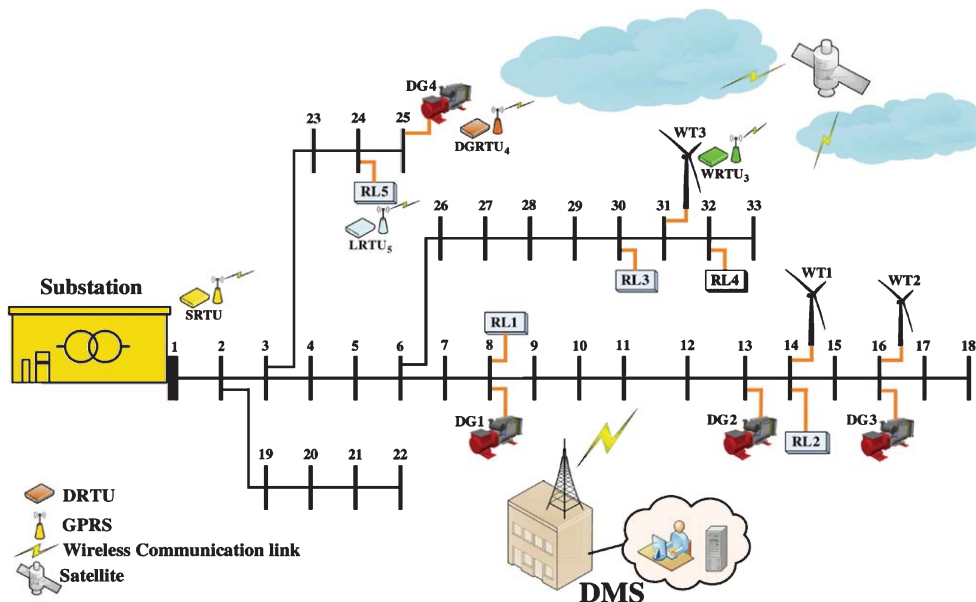 DG4
23 24 25
DGRTU4
WT3
WRTU3
RL5
LRTU5
26 27 28 29 30 31 32 33
RL3
RL4
Substation
SRTU
WT1
WT2
RL1
1 2 3 4 5 6 7 8 9 10 11 12 13 14 15 16 17 18
DG1
DG2
RL2
DG3
19 20 21 22
DRTU
GPRS
Wireless Communication link
Satellite
DMS